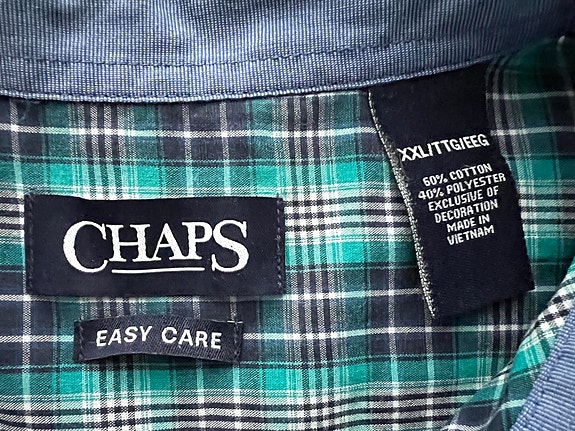 CHAPS
EASY CARE
XXL/TTG/EEG
60% COTTON
40% POLYESTER
EXCLUSIVE OF
DECORATION
MADE IN
VIETNAM